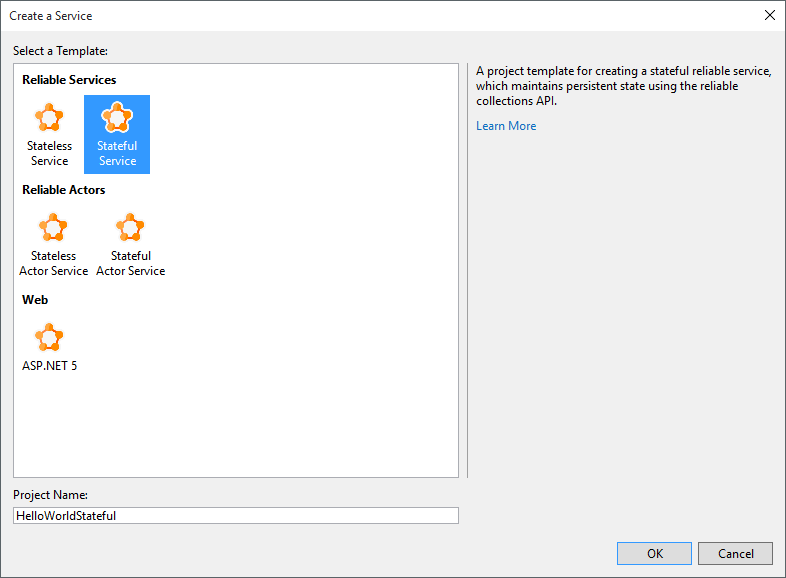 Create a Service
Select a Template:
Reliable Services
Stateless
Service
Stateful
Service
Reliable Actors
Stateless
Actor Service
Stateful
Actor Service
Web
ASP.NET 5
A project template for creating a stateful reliable service,
which maintains persistent state using the reliable
collections API.
Learn More
Project Name:
HelloWorldStateful
OK
Cancel